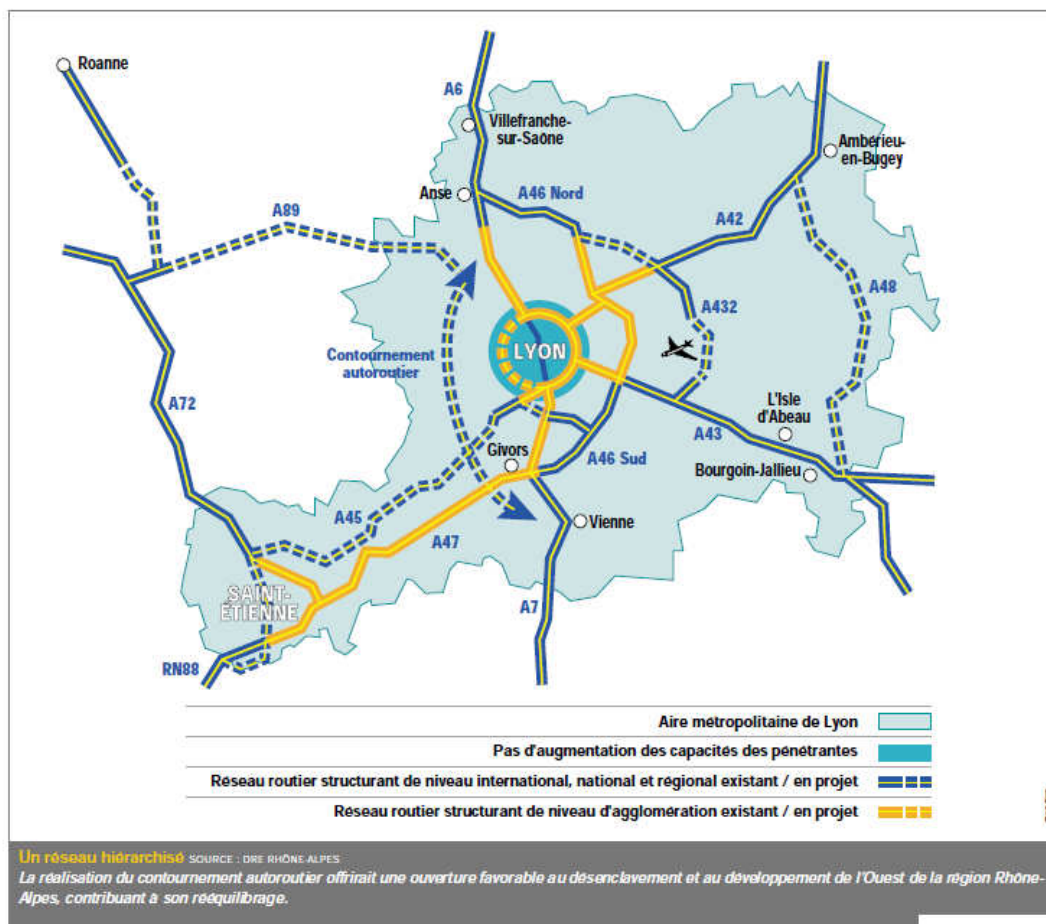 Roanne
A6
Villefranche-
sur-Saône
Ambérieu-
en-Bugey
Anse
A46 Nord
A89
A42
A48
A432
Contournement
autoroutier
LYON
L'Isle
d'Abeau
A72
A43
Givors
A46 Sud
Bourgoin-Jallieu
A45
Vienne
A47
SAINT-
ÉTIENNE
A7
RN88
Aire métropolitaine de Lyon
Pas d'augmentation des capacités des pénétrantes
Réseau routier structurant de niveau international, national et régional existant / en projet
Réseau routier structurant de niveau d'agglomération existant / en projet
Un réseau hiérarchisé SOURCE : DRE RHÔNE-ALPES
La réalisation du contournement autoroutier offrirait une ouverture favorable au désenclavement et au développement de l'Ouest de la région Rhône-
Alpes, contribuant à son rééquilibrage.